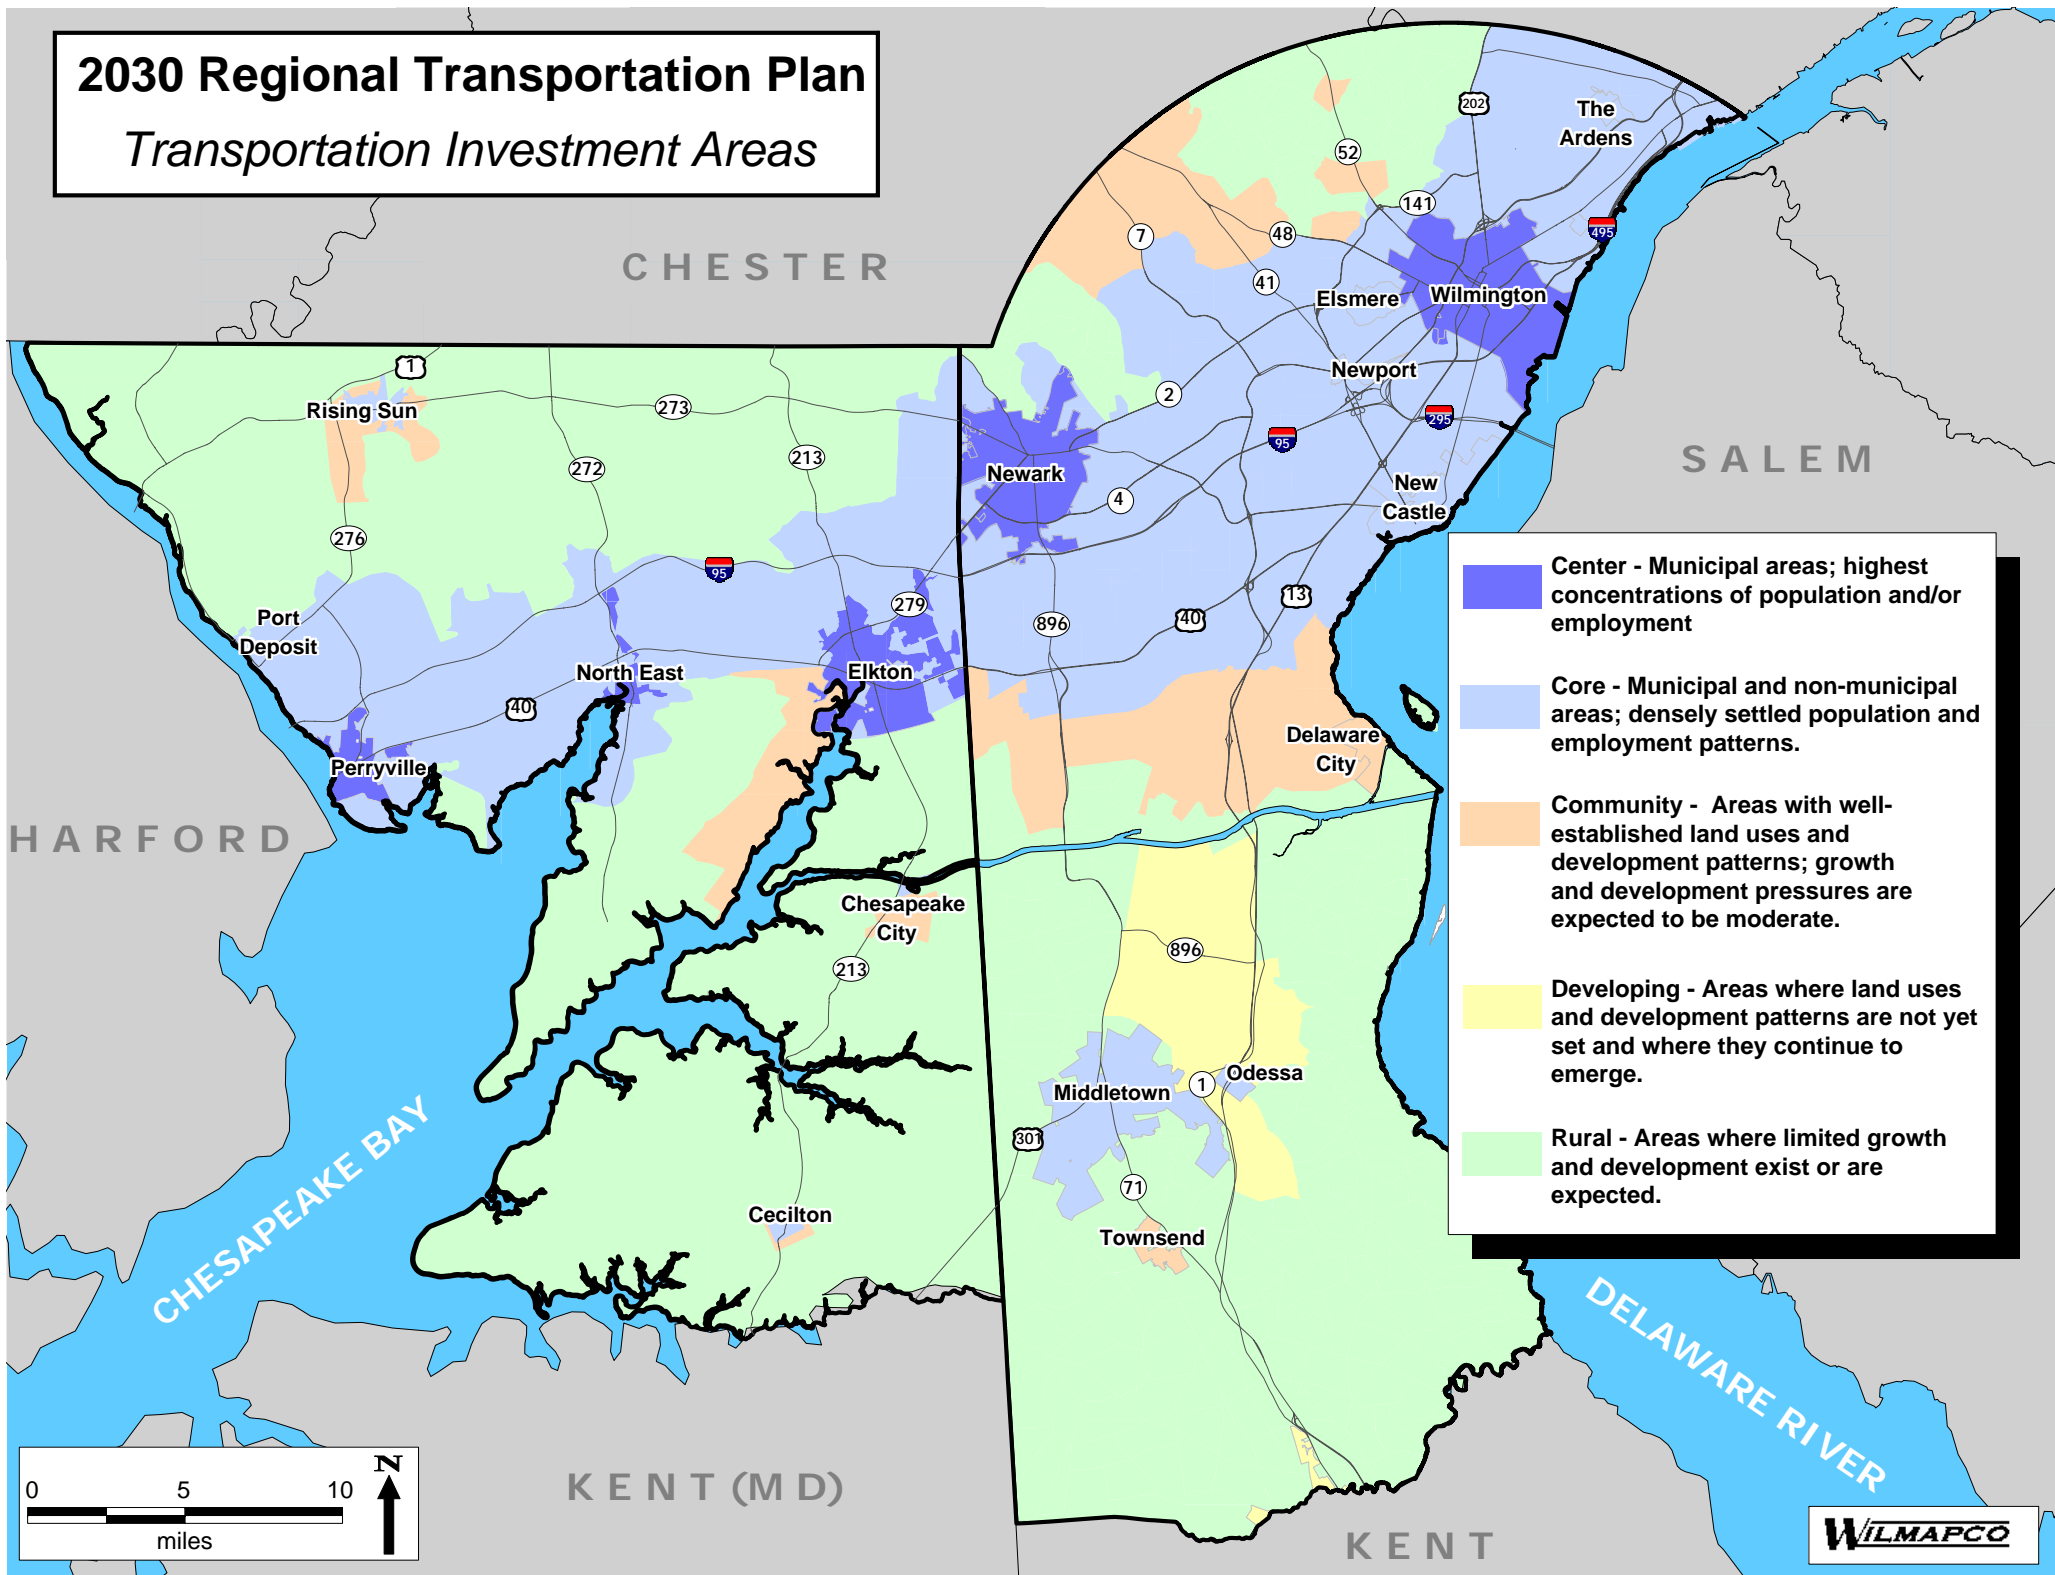 2030 Regional Transportation Plan
Transportation Investment Areas
CHESTER
202
The
Ardens
52
141
495
7
48
41
Elsmere
Wilmington
Newport
1
Rising Sun
273
2
295
95
213
272
Newark
SALEM
4
New
Castle
276
95
279
13
40
896
Port
Deposit
North East
Elkton
40
Perryville
Delaware
City
HARFORD
Chesapeake
City
213
896
Middletown
1
Odessa
301
71
Cecilton
Townsend
CHESAPEAKE BAY
DELAWARE RIVER
KENT (MD)
KENT
Center - Municipal areas; highest
concentrations of population and/or
employment
Core - Municipal and non-municipal
areas; densely settled population and
employment patterns.
Community - Areas with well-
established land uses and
development patterns; growth
and development pressures are
expected to be moderate.
Developing - Areas where land uses
and development patterns are not yet
set and where they continue to
emerge.
Rural - Areas where limited growth
and development exist or are
expected.
0 5 10
miles
N
WILMAPCO